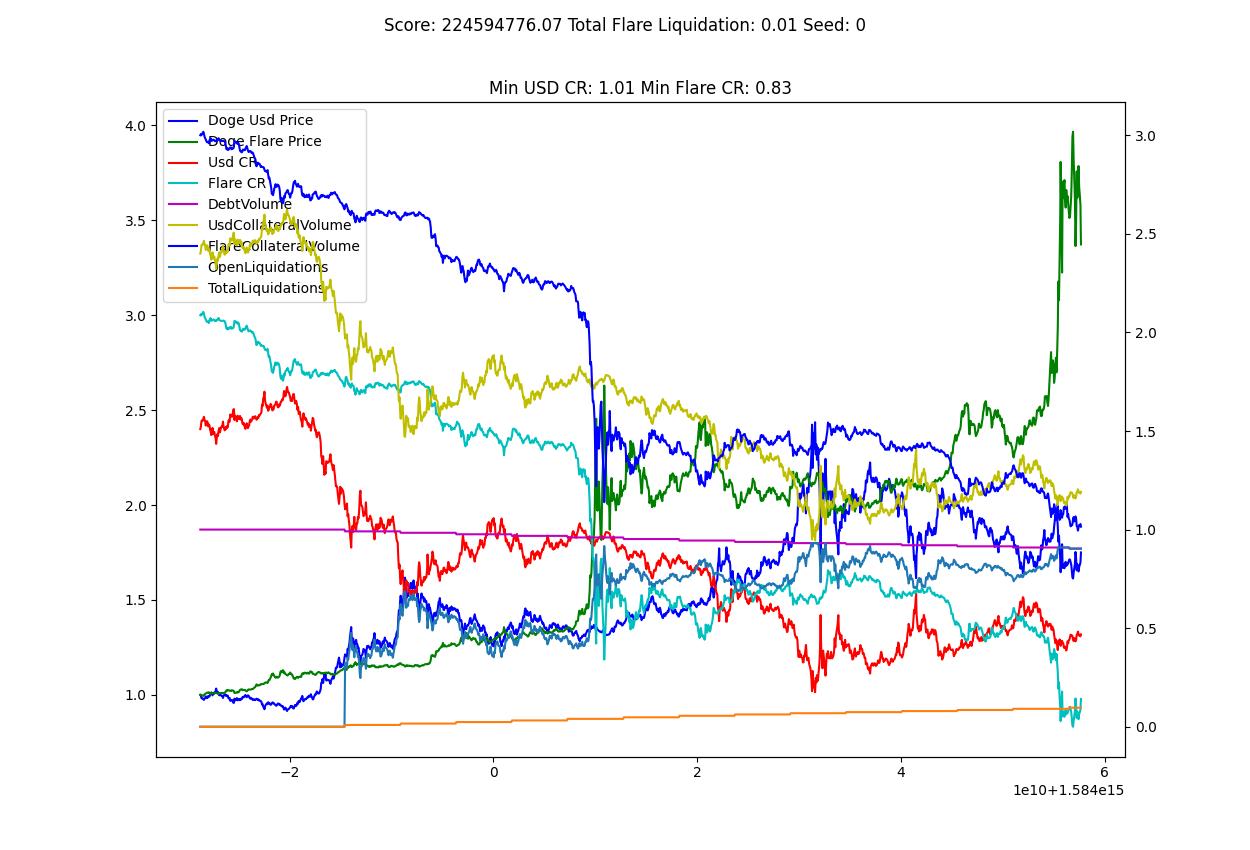 Score: 224594776.07 Total Flare Liquidation: 0.01 Seed: 0
Min USD CR: 1.01 Min Flare CR: 0.83
Doge Usd Price
Doge Flare Price
Usd CR
Flare CR
DebtVolume
UsdCollateralVolume
FlareCollateralVolume
OpenLiquidations
TotalLiquidations
4.0
3.5
3.0
2.5
2.0
1.5
1.0
3.0
2.5
2.0
1.5
1.0
0.5
0.0
−2
0
2
4
6
1e10+1.584e15